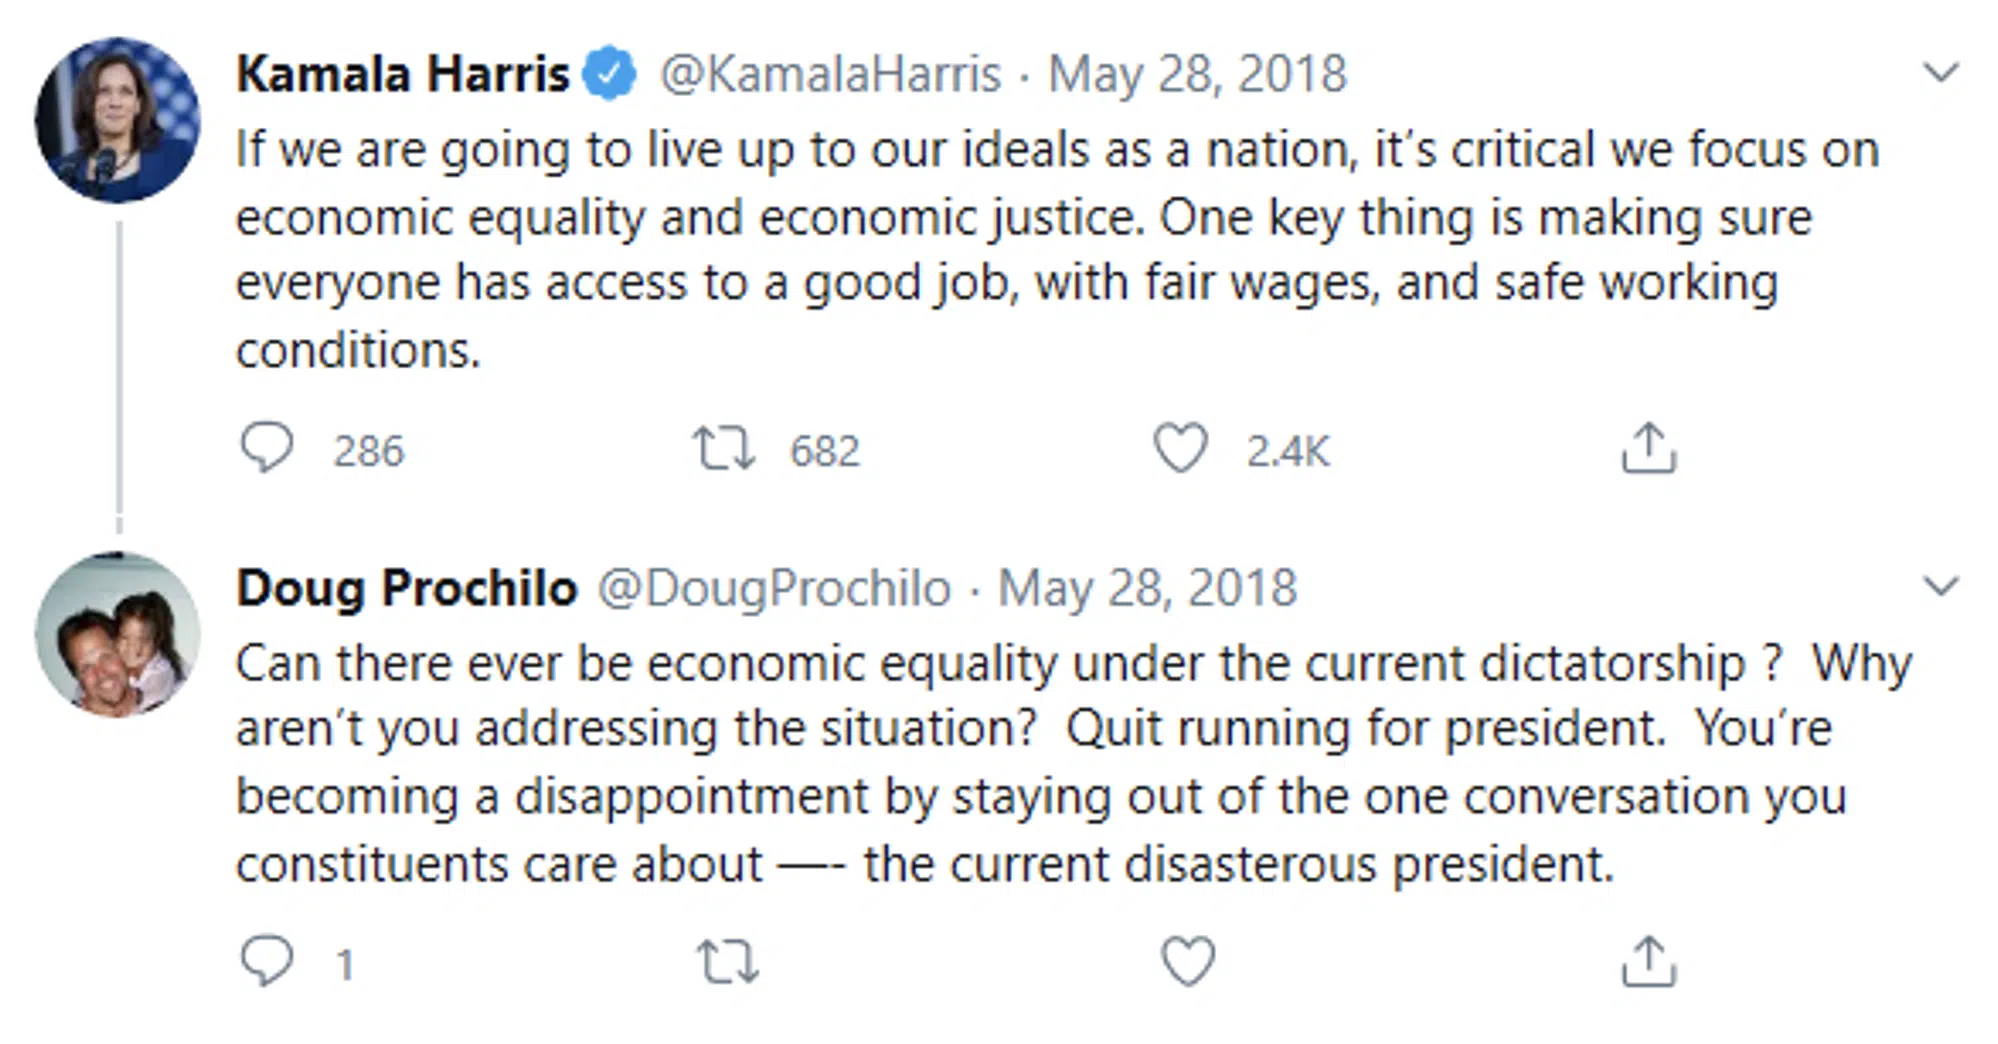 Kamala Harris @KamalaHarris · May 28, 2018
If we are going to live up to our ideals as a nation, it’s critical we focus on
economic equality and economic justice. One key thing is making sure
everyone has access to a good job, with fair wages, and safe working
conditions.
286 682 2.4K
Doug Prochilo @DougProchilo · May 28, 2018
Can there ever be economic equality under the current dictatorship ?  Why
aren’t you addressing the situation?  Quit running for president.  You’re
becoming a disappointment by staying out of the one conversation you
constituents care about —-- the current disasterous president.
1